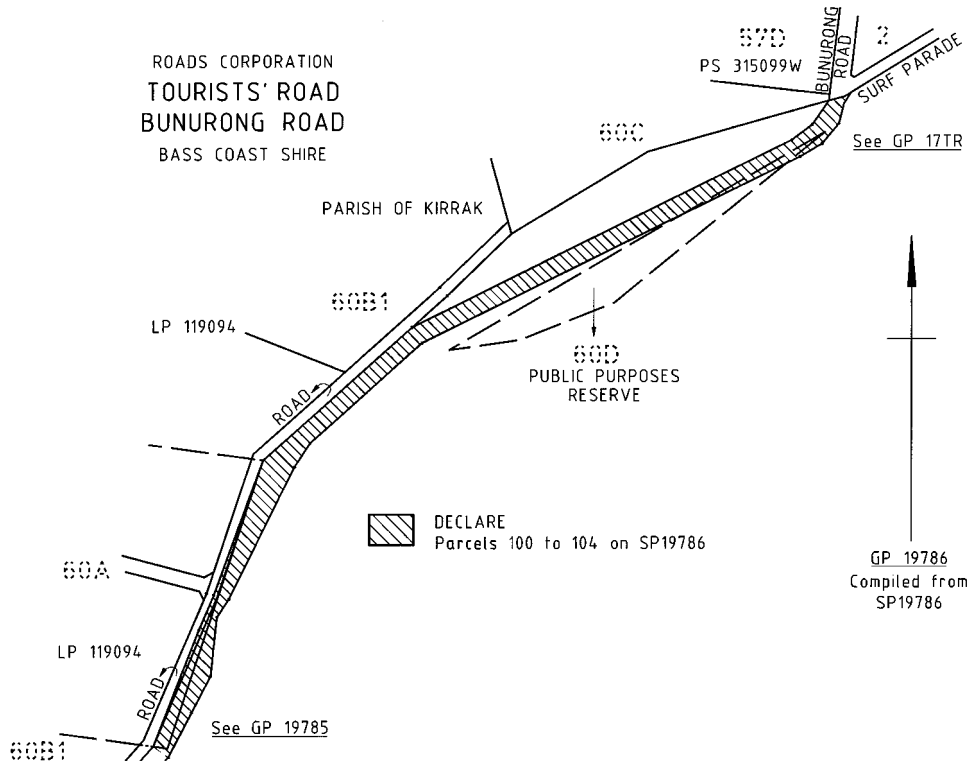 ROADS CORPORATION
TOURISTS' ROAD
BUNURONG ROAD
BASS COAST SHIRE
57D
PS 315099W
BUNURONG
ROAD
2
SURF PARADE
See GP 17TR
60C
PARISH OF KIRRAK
60B1
LP 119094
ROAD
60D
PUBLIC PURPOSES
RESERVE
DECLARE
Parcels 100 to 104 on SP19786
GP 19786
Compiled from
SP19786
60A
LP 119094
ROAD
See GP 19785
60B1